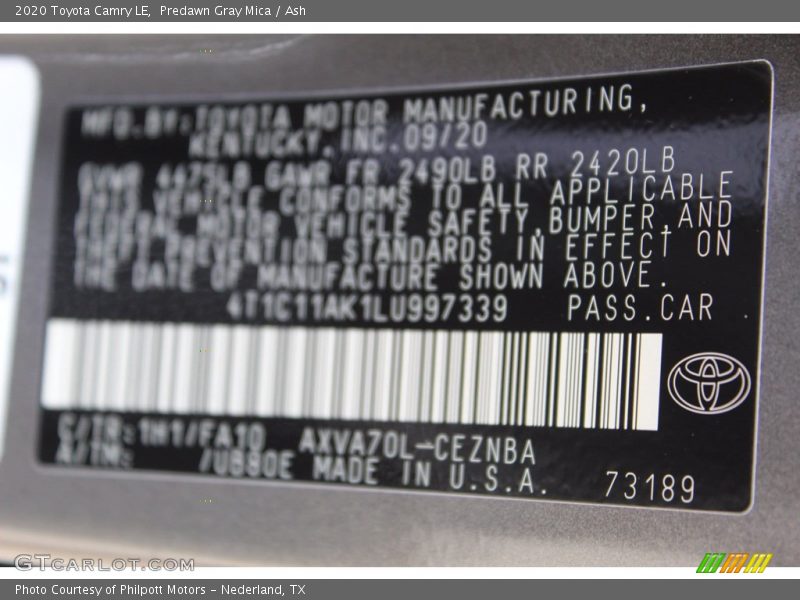 2020 Toyota Camry LE, Predawn Gray Mica / Ash
MFG.BY:TOYOTA MOTOR MANUFACTURING,
KENTUCKY,INC.09/20
GVWR 4475LB GAWR FR 2490LB RR 2420LB
THIS VEHICLE CONFORMS TO ALL APPLICABLE
FEDERAL MOTOR VEHICLE SAFETY,BUMPER,AND
THEFT PREVENTION STANDARDS IN EFFECT ON
THE DATE OF MANUFACTURE SHOWN ABOVE.
4T1C11AK1LU997339 PASS.CAR
C/TR:1H1/FA10 AXVA70L-CEZNBA
A/TM: /UB80E MADE IN U.S.A. 73189
GTCARLOT.COM
Photo Courtesy of Philpott Motors - Nederland, TX